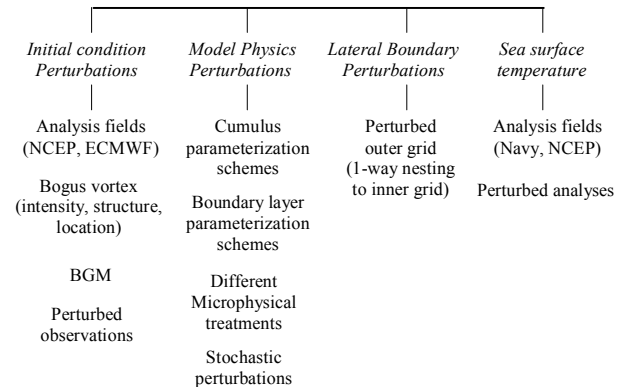 Initial condition
Perturbations
Analysis fields
(NCEP, ECMWF)
Bogus vortex
(intensity, structure,
location)
BGM
Perturbed
observations
Model Physics
Perturbations
Cumulus
parameterization
schemes
Boundary layer
parameterization
schemes
Different
Microphysical
treatments
Stochastic
perturbations
Lateral Boundary
Perturbations
Perturbed
outer grid
(1-way nesting
to inner grid)
Sea surface
temperature
Analysis fields
(Navy, NCEP)
Perturbed analyses